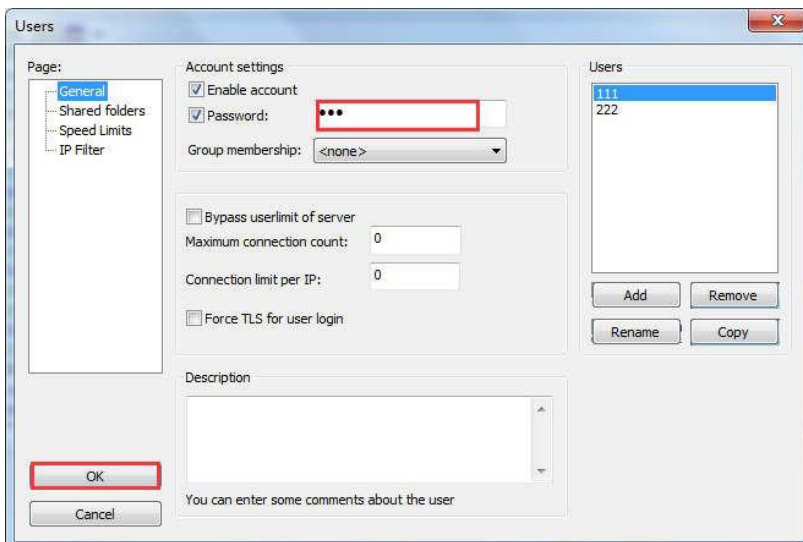 Users
Page:
General
Shared folders
Speed Limits
IP Filter
OK
Cancel
Account settings
Enable account
Password: •••
Group membership: <none>
Bypass userlimit of server
Maximum connection count: 0
Connection limit per IP: 0
Force TLS for user login
Description
You can enter some comments about the user
Users
111
222
Add Remove
Rename Copy